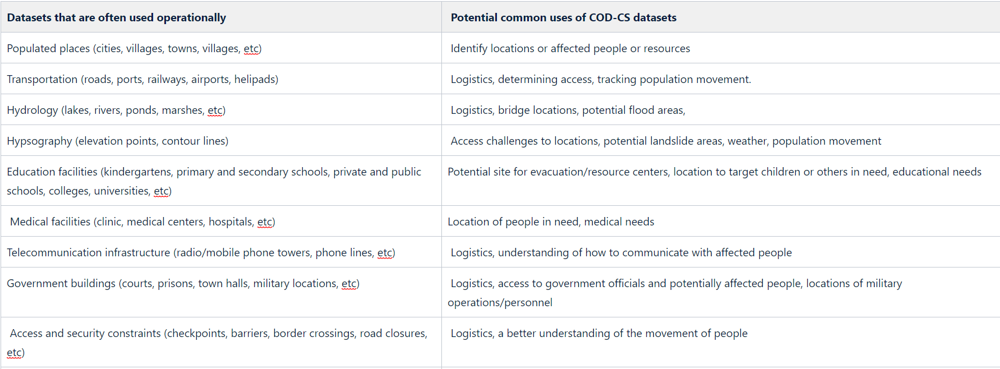 Datasets that are often used operationally
Potential common uses of COD-CS datasets
Populated places (cities, villages, towns, villages, etc)
Identify locations or affected people or resources
Transportation (roads, ports, railways, airports, helipads)
Logistics, determining access, tracking population movement.
Hydrology (lakes, rivers, ponds, marshes, etc)
Logistics, bridge locations, potential flood areas,
Hypsography (elevation points, contour lines)
Access challenges to locations, potential landslide areas, weather, population movement
Education facilities (kindergartens, primary and secondary schools, private and public
schools, colleges, universities, etc)
Potential site for evacuation/resource centers, location to target children or others in need, educational needs
Medical facilities (clinic, medical centers, hospitals, etc)
Location of people in need, medical needs
Telecommunication infrastructure (radio/mobile phone towers, phone lines, etc)
Logistics, understanding of how to communicate with affected people
Government buildings (courts, prisons, town halls, military locations, etc)
Logistics, access to government officials and potentially affected people, locations of military
operations/personnel
Access and security constraints (checkpoints, barriers, border crossings, road closures,
etc)
Logistics, a better understanding of the movement of people